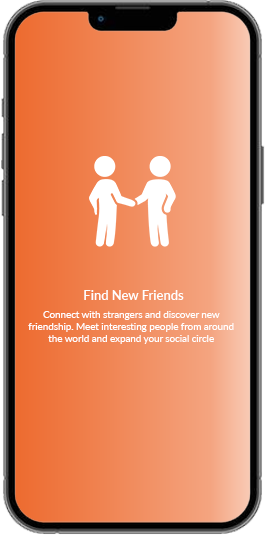 Find New Friends
Connect with strangers and discover new
friendship. Meet interesting people from around
the world and expand your social circle